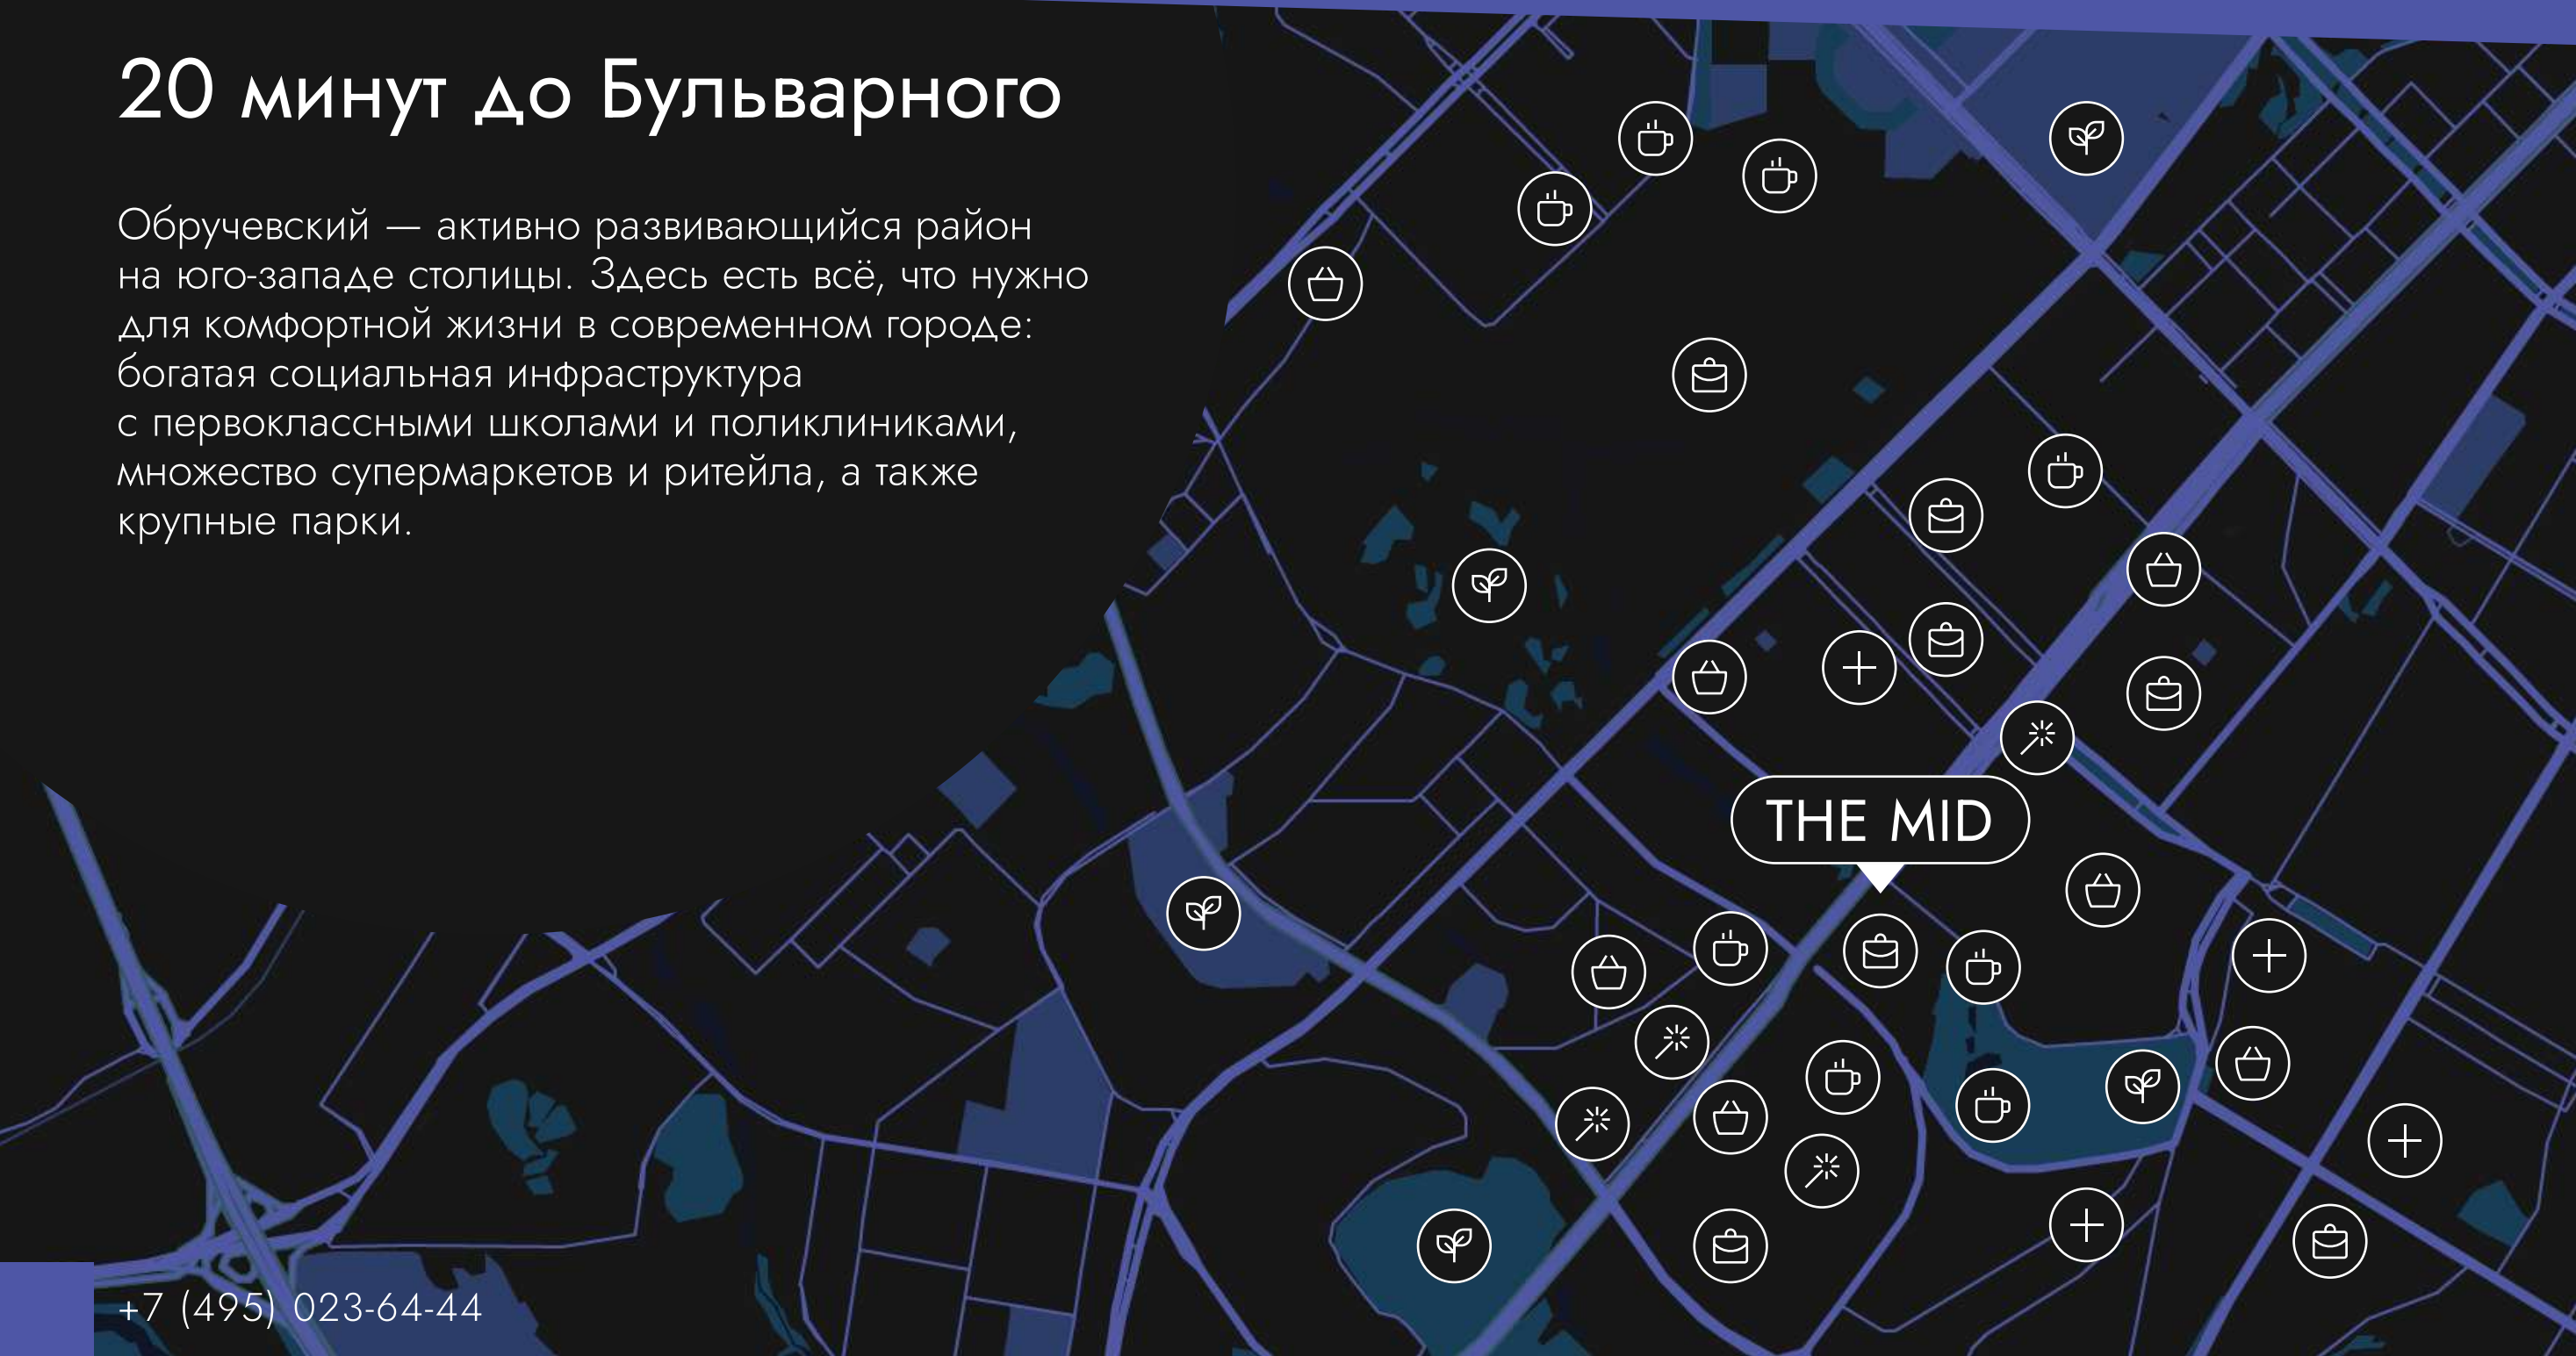 20 минут до Бульварного
Обручевский — активно развивающийся район
на юго-западе столицы. Здесь есть всё, что нужно
для комфортной жизни в современном городе:
богатая социальная инфраструктура
с первоклассными школами и поликлиниками,
множество супермаркетов и ритейла, а также
крупные парки.
THE MID
+7 (495) 023-64-44